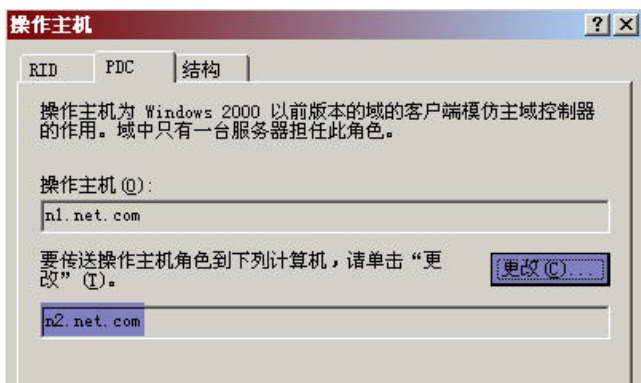 操作主机
RID PDC 结构
操作主机为 Windows 2000 以前版本的域的客户端模仿主域控制器
的作用。域中只有一台服务器担任此角色。
操作主机(O):
n1.net.com
要传送操作主机角色到下列计算机，请单击“更
改”(T)。
更改(C)...
n2.net.com